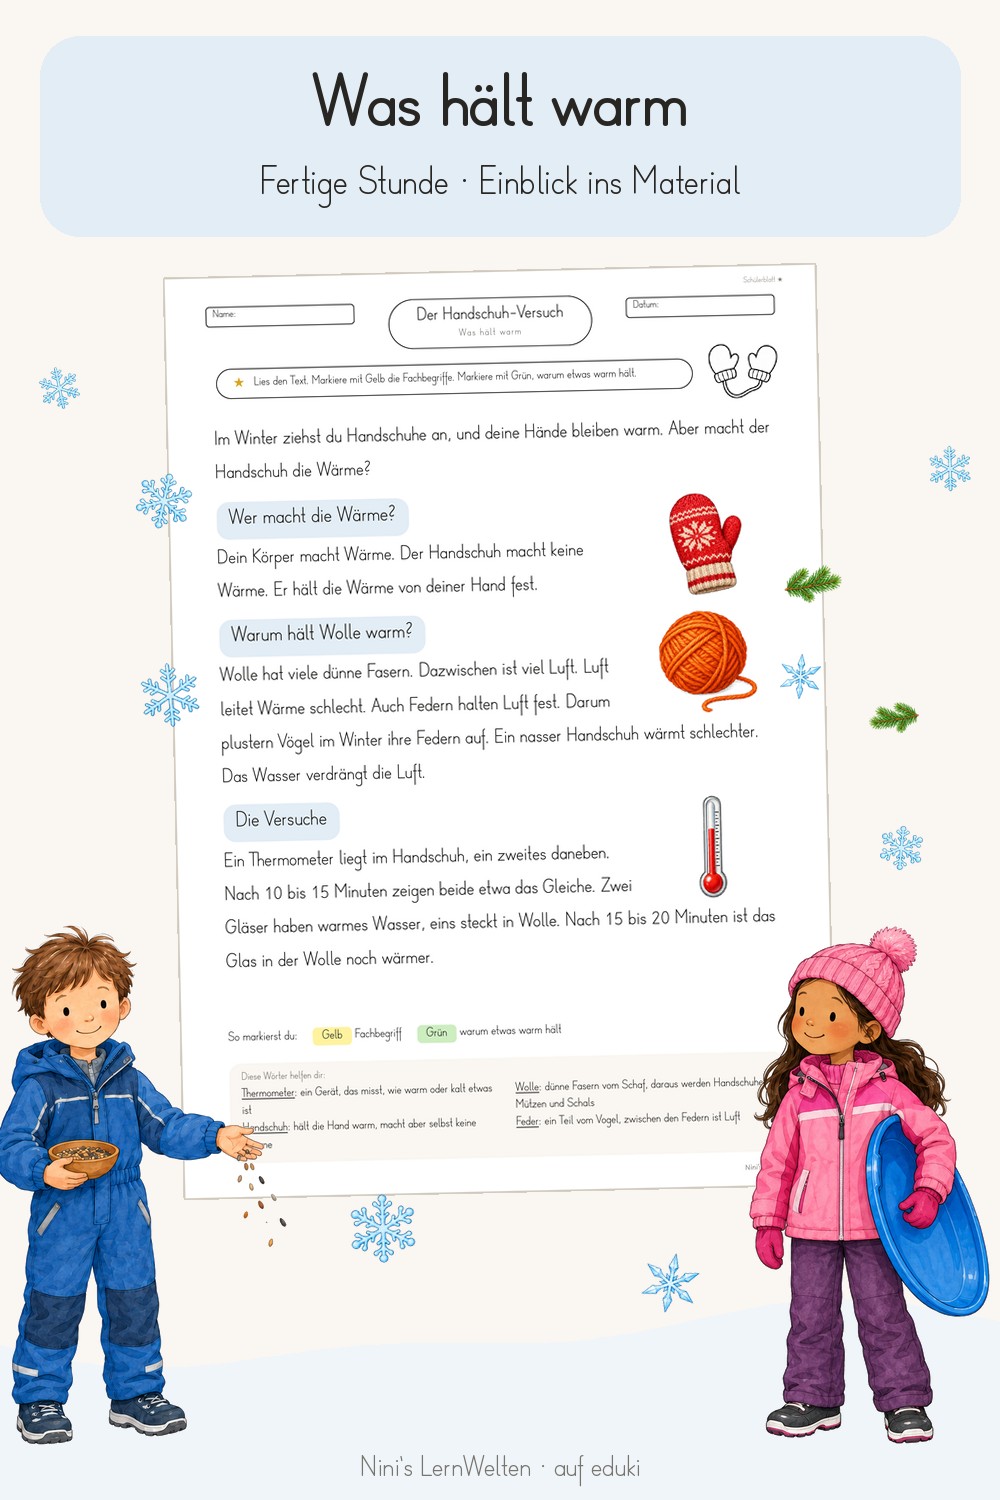 Was hält warm
Fertige Stunde · Einblick ins Material
Schülerblatt ★
Name:
Der Handschuh-Versuch
Was hält warm
Datum:
★ Lies den Text. Markiere mit Gelb die Fachbegriffe. Markiere mit Grün, warum etwas warm hält.
Im Winter ziehst du Handschuhe an, und deine Hände bleiben warm. Aber macht der
Handschuh die Wärme?
Wer macht die Wärme?
Dein Körper macht Wärme. Der Handschuh macht keine
Wärme. Er hält die Wärme von deiner Hand fest.
Warum hält Wolle warm?
Wolle hat viele dünne Fasern. Dazwischen ist viel Luft. Luft
leitet Wärme schlecht. Auch Federn halten Luft fest. Darum
plustern Vögel im Winter ihre Federn auf. Ein nasser Handschuh wärmt schlechter.
Das Wasser verdrängt die Luft.
Die Versuche
Ein Thermometer liegt im Handschuh, ein zweites daneben.
Nach 10 bis 15 Minuten zeigen beide etwa das Gleiche. Zwei
Gläser haben warmes Wasser, eins steckt in Wolle. Nach 15 bis 20 Minuten ist das
Glas in der Wolle noch wärmer.
So markierst du: Gelb Fachbegriff Grün warum etwas warm hält
Diese Wörter helfen dir:
Thermometer: ein Gerät, das misst, wie warm oder kalt etwas
ist
Handschuh: hält die Hand warm, macht aber selbst keine
Wolle: dünne Fasern vom Schaf, daraus werden Handschuhe,
Mützen und Schals
Feder: ein Teil vom Vogel, zwischen den Federn ist Luft
Nini's LernWelten · auf eduki